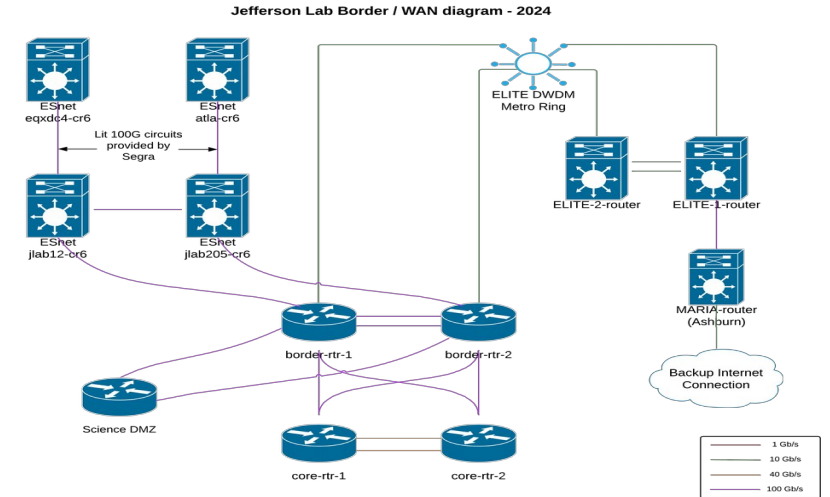 Jefferson Lab Border / WAN diagram - 2024
ESnet
eqxdc4-cr6
ESnet
atla-cr6
Lit 100G circuits
provided by
Segra
ELITE DWDM
Metro Ring
ELITE-2-router
ELITE-1-router
ESnet
jlab12-cr6
ESnet
jlab205-cr6
MARIA-router
(Ashburn)
border-rtr-1
border-rtr-2
Backup Internet
Connection
Science DMZ
core-rtr-1
core-rtr-2
1 Gb/s
10 Gb/s
40 Gb/s
100 Gb/s